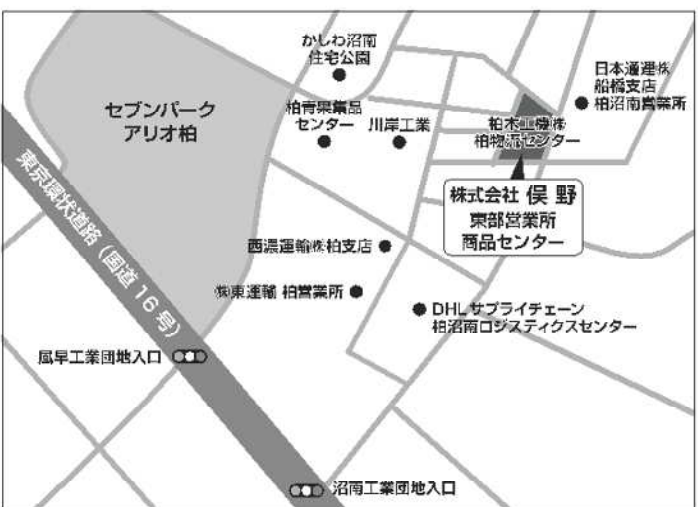 かしわ沼南
住宅公園
日本通運㈱
船橋支店
柏沼南営業所
セブンパーク
アリオ柏
柏青果集品
センター
川岸工業
柏木工機㈱
柏物流センター
東京環状道路（国道16号）
株式会社 俣野
東部営業所
商品センター
西濃運輸㈱柏支店
㈱東運輸 柏営業所
DHLサプライチェーン
柏沼南ロジスティクスセンター
風早工業団地入口
沼南工業団地入口